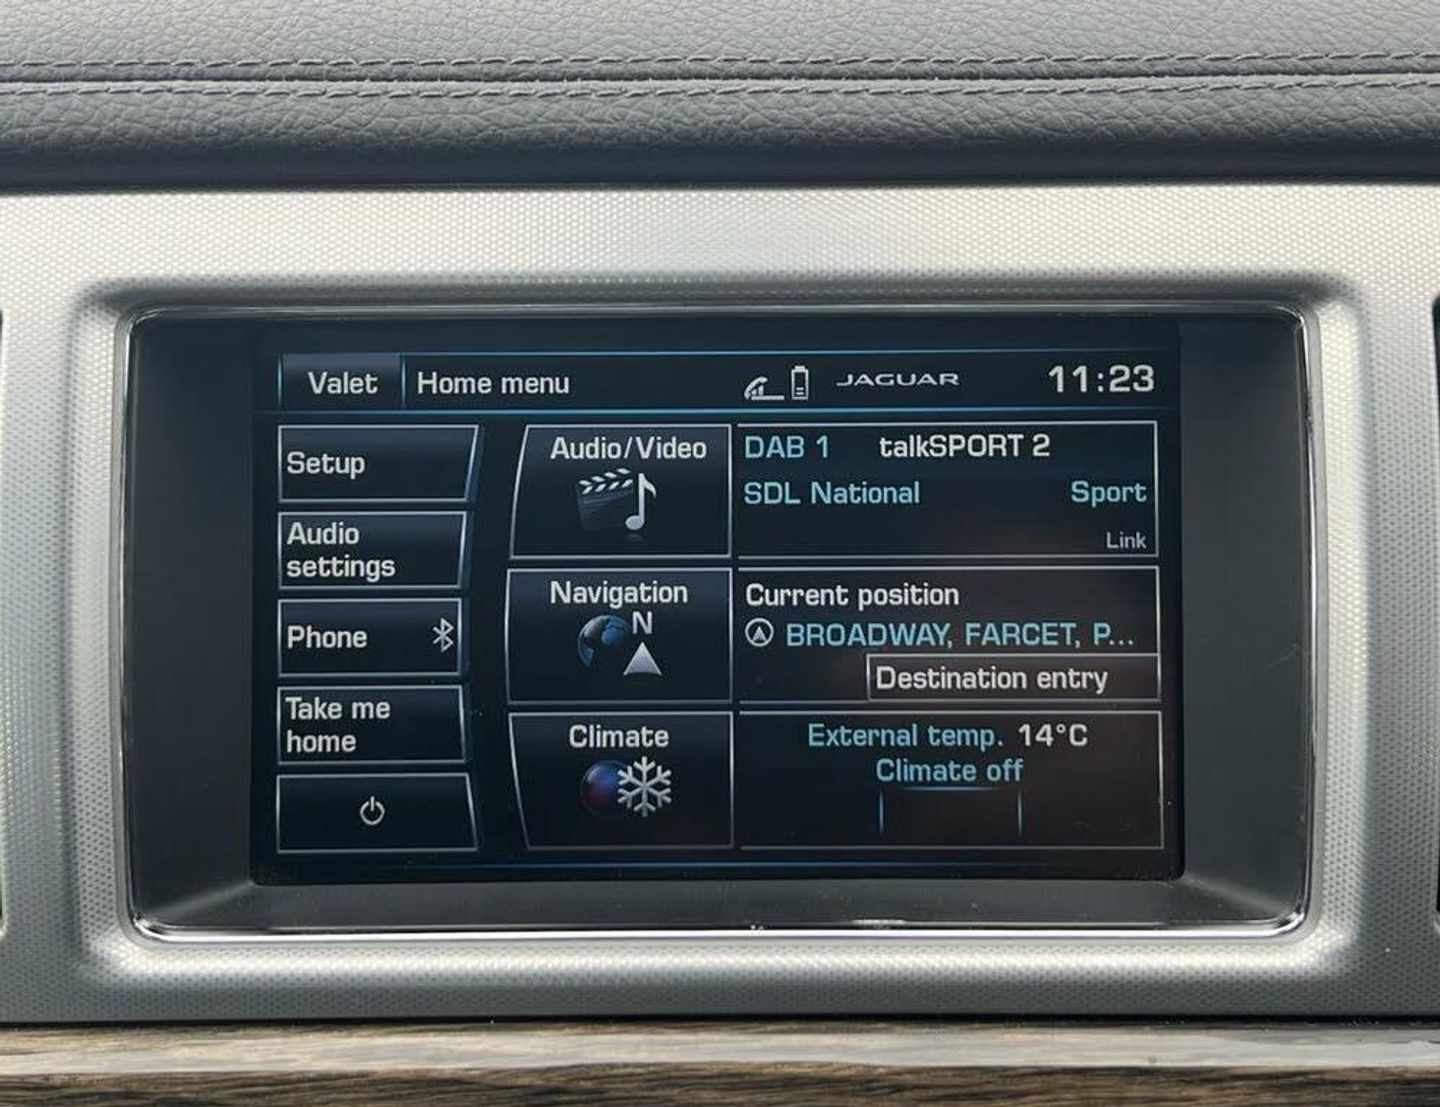 Valet
Home menu
JAGUAR
11:23
Setup
Audio
settings
Phone
Take me
home
Audio/Video
DAB 1 talkSPORT 2
SDL National Sport
Link
Navigation
N
Current position
BROADWAY, FARCET, P...
Destination entry
Climate
External temp. 14°C
Climate off